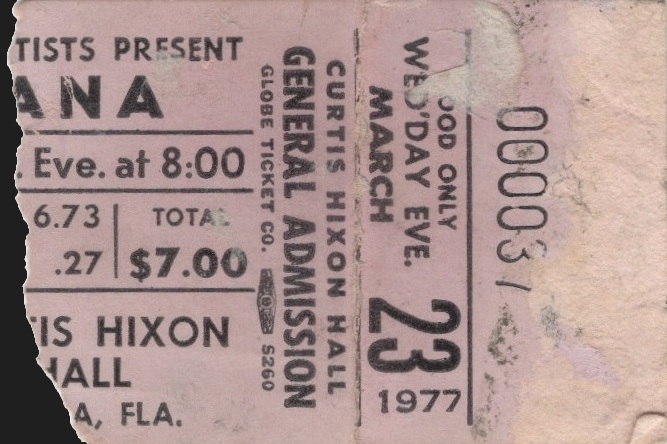 TISTS PRESENT
ANA
. Eve. at 8:00
6.73 TOTAL
.27 $7.00
TIS HIXON
HALL
A, FLA.
GLOBE TICKET CO. S260
GENERAL ADMISSION
CURTIS HIXON HALL
MARCH
WED'DAY EVE.
OOD ONLY
23
1977
00003